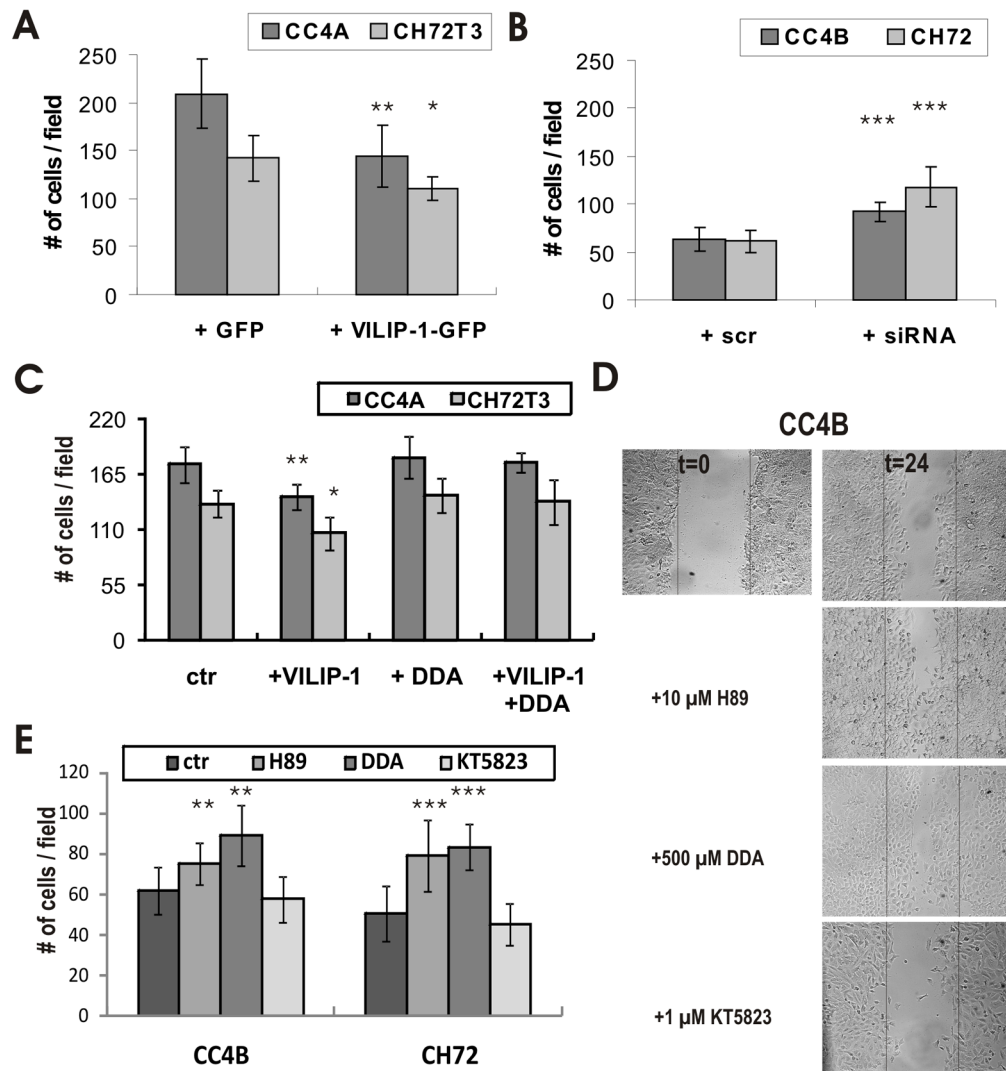 A
CC4A CH72T3
# of cells / field
250
200
150
100
50
0
** *
+ GFP + VILIP-1-GFP
B
CC4B CH72
# of cells / field
250
200
150
100
50
0
*** ***
+ scr + siRNA
C
CC4A CH72T3
# of cells / field
220
165
110
55
0
** *
ctr +VILIP-1 + DDA +VILIP-1
+DDA
D
CC4B
t=0 t=24
+10 µM H89
+500 µM DDA
+1 µM KT5823
E
ctr H89 DDA KT5823
# of cells / field
120
100
80
60
40
20
0
** ** *** ***
CC4B CH72